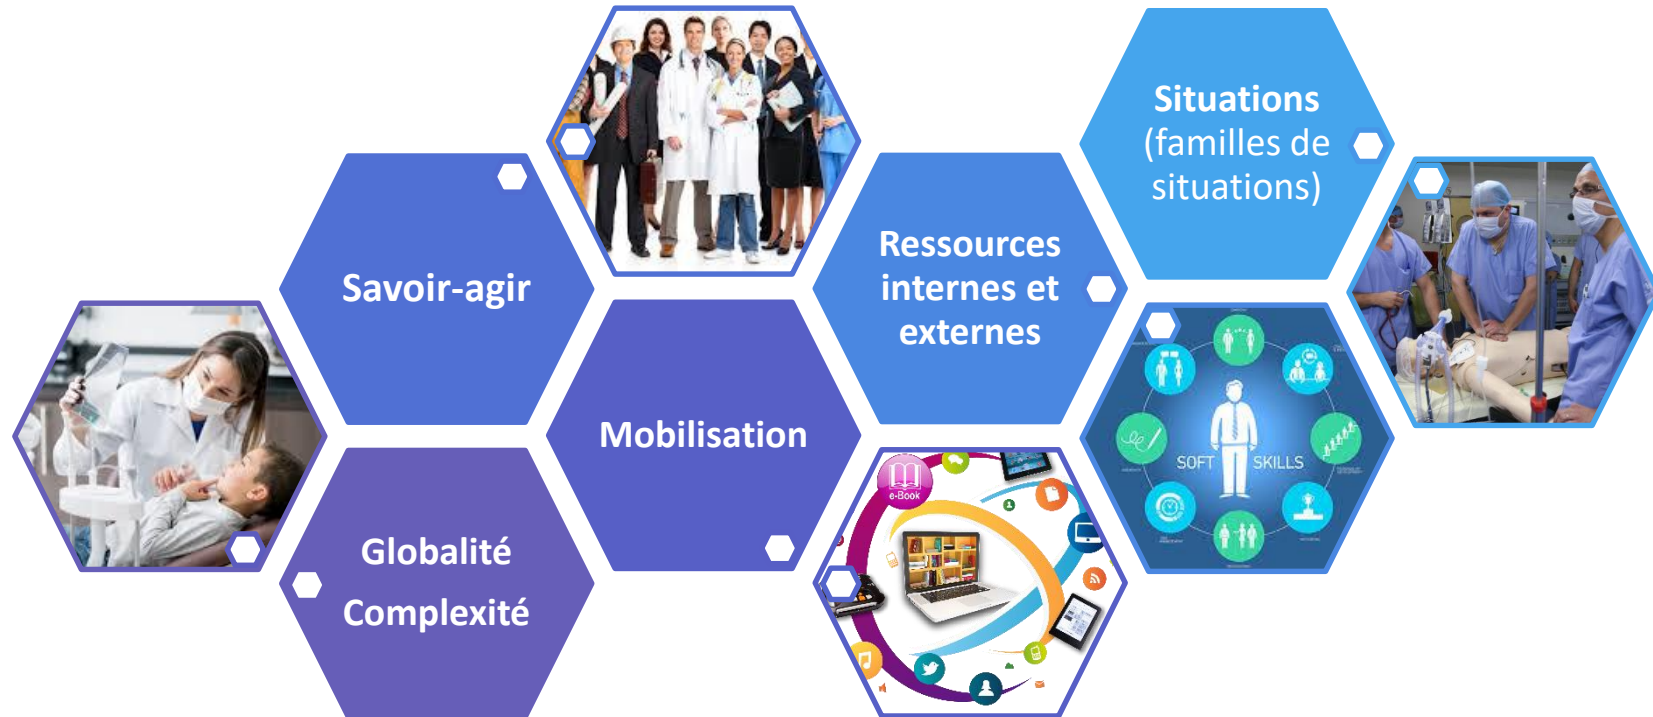 Situations
(familles de
situations)
Savoir-agir
Ressources
internes et
externes
Mobilisation
Globalité
Complexité
e-Book
SOFT SKILLS